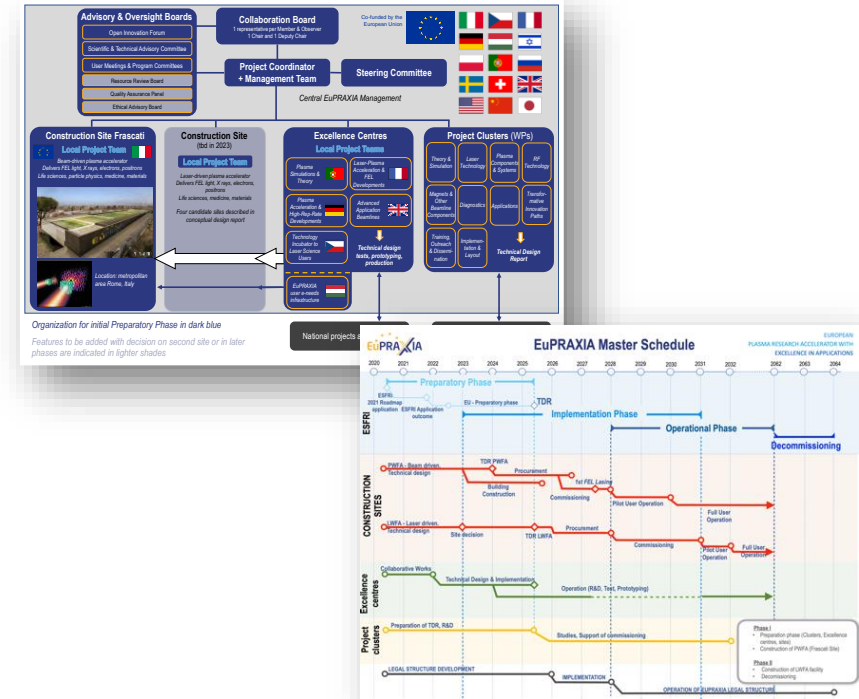 Advisory & Oversight Boards
Open Innovation Forum
Scientific & Technical Advisory Committee
User Meetings & Program Committees
Resource Review Board
Quality Assurance Panel
Ethical Advisory Board
Collaboration Board
1 representative per Member & Observer
1 Chair and 1 Deputy Chair
Co-funded by the
European Union
Project Coordinator
+ Management Team
Steering Committee
Central EuPRAXIA Management
Construction Site Frascati
Local Project Team
Beam-driven plasma accelerator
Delivers FEL light, X rays, electrons, positrons
Life sciences, particle physics, medicine, materials
Location: metropolitan
area Rome, Italy
Construction Site
(tbd in 2023)
Local Project Team
Laser-driven plasma accelerator
Delivers FEL light, X rays, electrons,
positrons
Life sciences, medicine, materials
Four candidate sites described in
conceptual design report
Excellence Centres
Local Project Teams
Plasma
Simulations &
Theory
Laser-Plasma
Acceleration &
FEL
Developments
Plasma
Acceleration &
High-Rep-Rate
Developments
Advanced
Application
Beamlines
Technology
Incubator to
Laser Science
Users
Technical design
tests, prototyping,
production
EuPRAXIA
user e-needs
infrastructure
Project Clusters (WPs)
Theory &
Simulation
Laser
Technology
Plasma
Components
& Systems
RF
Technology
Magnets &
Other
Beamline
Components
Diagnostics
Applications
Transfor-
mative
Innovation
Paths
Training,
Outreach
& Dissemi-
nation
Implemen-
tation &
Layout
Technical Design
Report
Organization for initial Preparatory Phase in dark blue
Features to be added with decision on second site or in later
phases are indicated in lighter shades
National projects a
EuPRAXIA
EuPRAXIA Master Schedule
EUROPEAN
PLASMA RESEARCH ACCELERATOR WITH
EXCELLENCE IN APPLICATIONS
2020 2021 2022 2023 2024 2025 2026 2027 2028 2029 2030 2031 2032 2062 2063 2064
ESFRI
Preparatory Phase
ESFRI
2021 Roadmap
application
ESFRI Application
outcome
EU - Preparatory phase
TDR
Implementation Phase
Operational Phase
Decommissioning
CONSTRUCTION
SITES
PWFA - Beam driven.
Technical design
TDR PWFA
Procurement
Building
Construction
1st FEL Lasing
Commissioning
Pilot User Operation
Full User
Operation
LWFA - Laser driven.
Technical design
Site decision
TDR LWFA
Procurement
Commissioning
Pilot User
Operation
Full User
Operation
Excellence
centres
Collaborative Works
Technical Design & Implementation
Operation (R&D, Test, Prototyping)
Project
clusters
Preparation of TDR, R&D
Studies, Support of commissioning
LEGAL STRUCTURE DEVELOPMENT
IMPLEMENTATION
OPERATION OF EUPRAXIA LEGAL STRUCTURE
Phase I
• Preparation phase (Clusters, Excellence
centres, sites)
• Construction of PWFA (Frascati Site)
Phase II
• Construction of LWFA facility
• Decommissioning